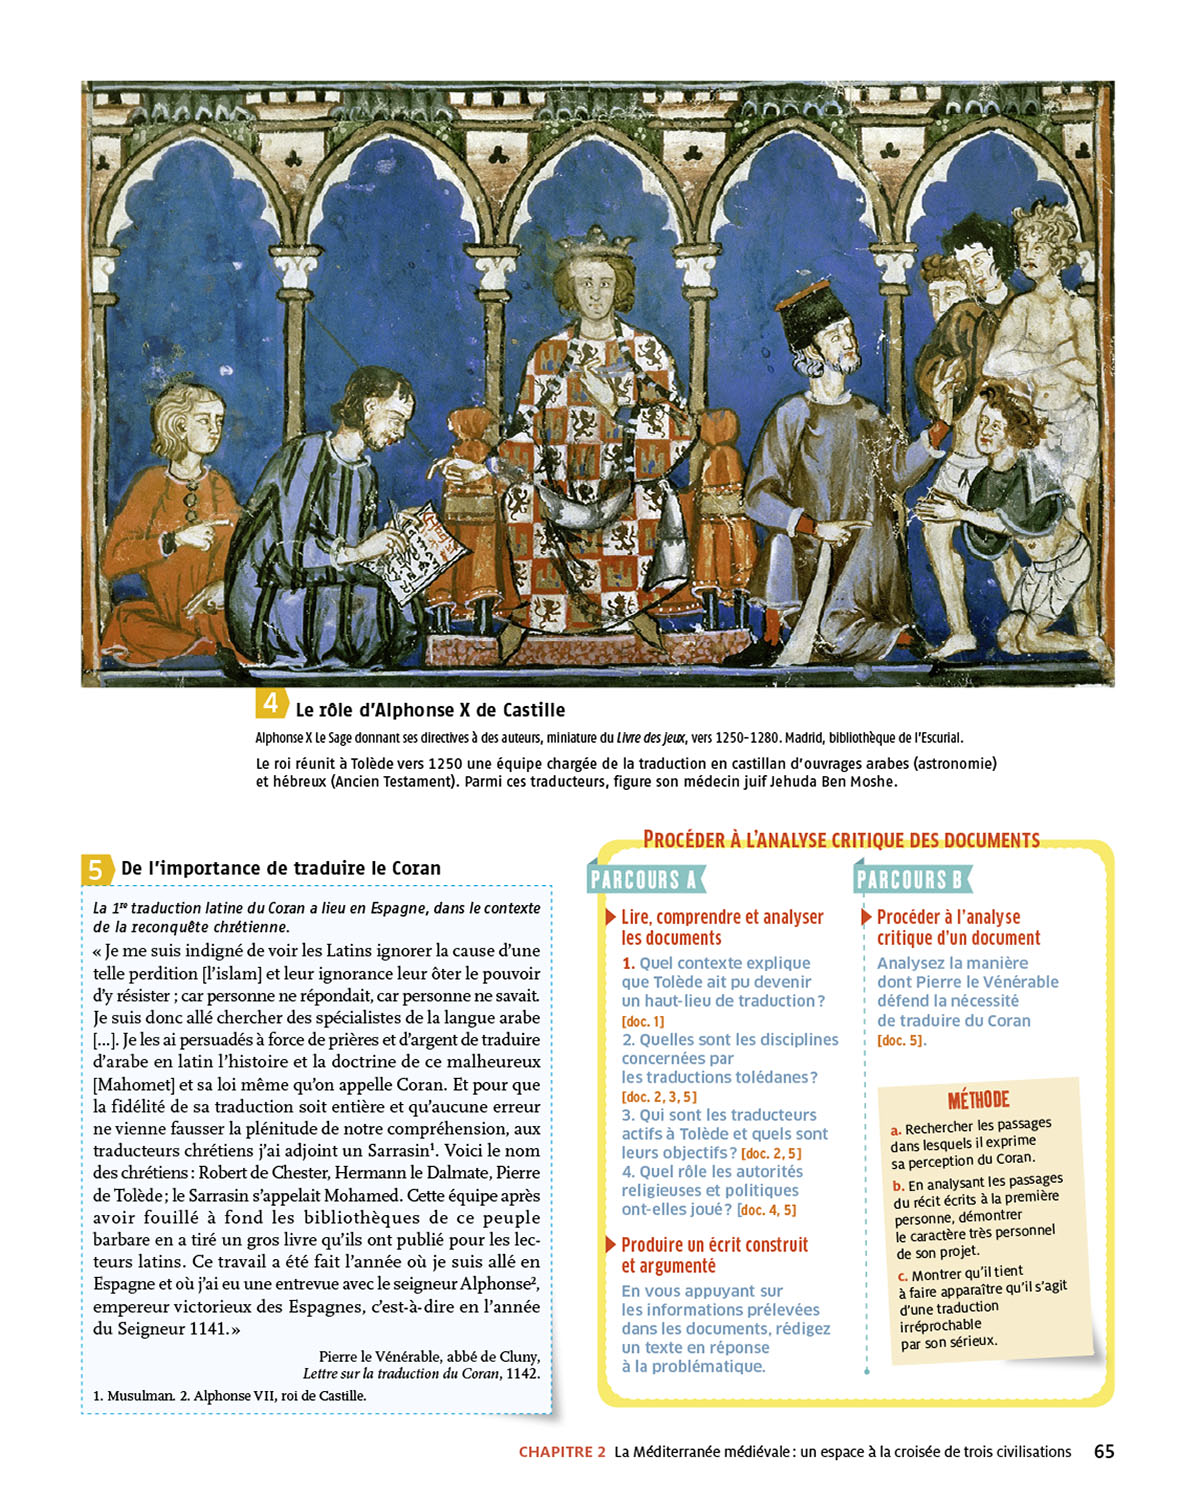 4 Le rôle d'Alphonse X de Castille
Alphonse X Le Sage donnant ses directives à des auteurs, miniature du Livre des jeux, vers 1250-1280. Madrid, bibliothèque de l'Escurial.
Le roi réunit à Tolède vers 1250 une équipe chargée de la traduction en castillan d'ouvrages arabes (astronomie)
et hébreux (Ancien Testament). Parmi ces traducteurs, figure son médecin juif Jehuda Ben Moshe.
5 De l'importance de traduire le Coran
La 1re traduction latine du Coran a lieu en Espagne, dans le contexte
de la reconquête chrétienne.
« Je me suis indigné de voir les Latins ignorer la cause d'une
telle perdition [l'islam] et leur ignorance leur ôter le pouvoir
d'y résister ; car personne ne répondait, car personne ne savait.
Je suis donc allé chercher des spécialistes de la langue arabe
[...]. Je les ai persuadés à force de prières et d'argent de traduire
d'arabe en latin l'histoire et la doctrine de ce malheureux
[Mahomet] et sa loi même qu'on appelle Coran. Et pour que
la fidélité de sa traduction soit entière et qu'aucune erreur
ne vienne fausser la plénitude de notre compréhension, aux
traducteurs chrétiens j'ai adjoint un Sarrasin1. Voici le nom
des chrétiens : Robert de Chester, Hermann le Dalmate, Pierre
de Tolède ; le Sarrasin s'appelait Mohamed. Cette équipe après
avoir fouillé à fond les bibliothèques de ce peuple
barbare en a tiré un gros livre qu'ils ont publié pour les lec-
teurs latins. Ce travail a été fait l'année où je suis allé en
Espagne et où j'ai eu une entrevue avec le seigneur Alphonse2,
empereur victorieux des Espagnes, c'est-à-dire en l'année
du Seigneur 1141. »
Pierre le Vénérable, abbé de Cluny,
Lettre sur la traduction du Coran, 1142.
1. Musulman. 2. Alphonse VII, roi de Castille.
PROCÉDER À L'ANALYSE CRITIQUE DES DOCUMENTS
PARCOURS A
Lire, comprendre et analyser
les documents
1. Quel contexte explique
que Tolède ait pu devenir
un haut-lieu de traduction ?
[doc. 1]
2. Quelles sont les disciplines
concernées par
les traductions tolédanes ?
[doc. 2, 3, 5]
3. Qui sont les traducteurs
actifs à Tolède et quels sont
leurs objectifs ? [doc. 2, 5]
4. Quel rôle les autorités
religieuses et politiques
ont-elles joué ? [doc. 4, 5]
Produire un écrit construit
et argumenté
En vous appuyant sur
les informations prélevées
dans les documents, rédigez
un texte en réponse
à la problématique.
PARCOURS B
Procéder à l'analyse
critique d'un document
Analysez la manière
dont Pierre le Vénérable
défend la nécessité
de traduire du Coran
[doc. 5].
MÉTHODE
a. Rechercher les passages
dans lesquels il exprime
sa perception du Coran.
b. En analysant les passages
du récit écrits à la première
personne, démontrer
le caractère très personnel
de son projet.
c. Montrer qu'il tient
à faire apparaître qu'il s'agit
d'une traduction
irréprochable
par son sérieux.
CHAPITRE 2 La Méditerranée médiévale : un espace à la croisée de trois civilisations 65